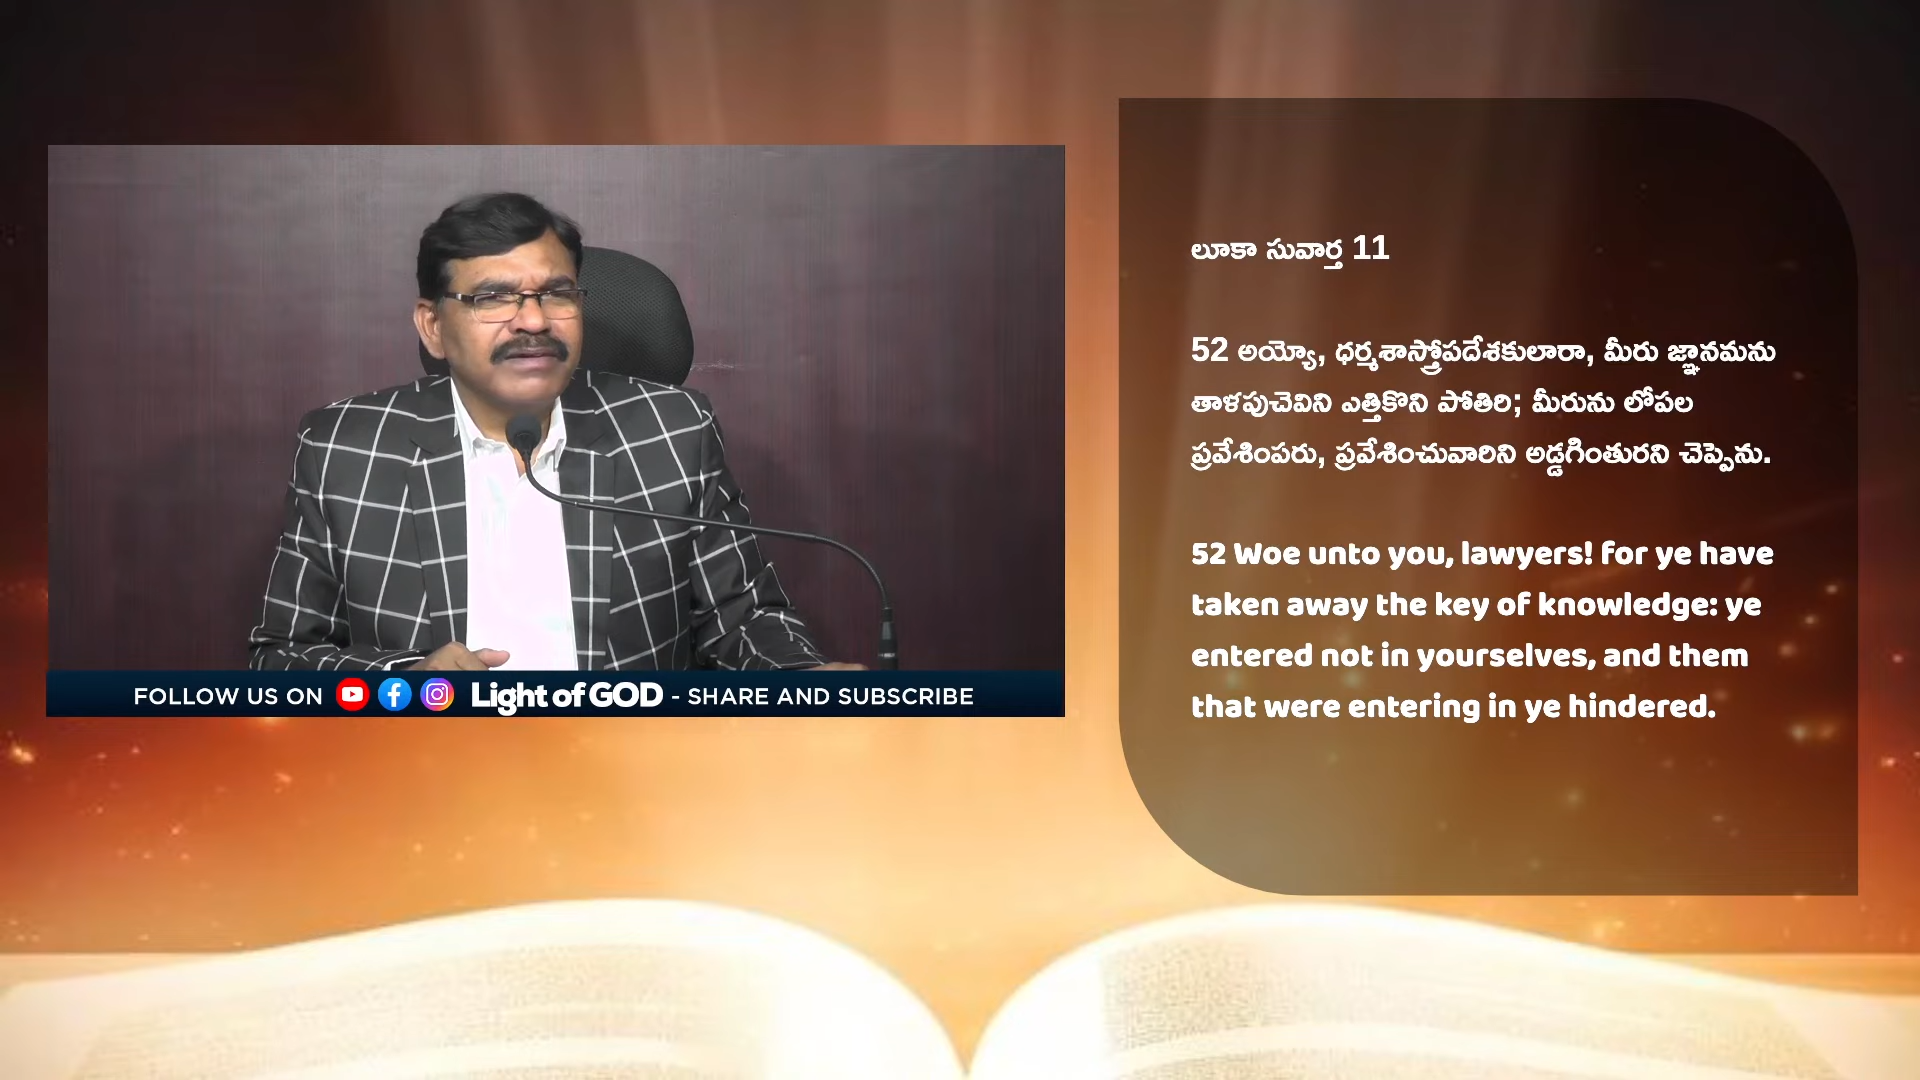 లూకా సువార్త 11
52 అయ్యో, ధర్మశాస్త్రోపదేశకులారా, మీరు జ్ఞానమను
తాళపుచెవిని ఎత్తికొని పోతిరి; మీరును లోపల
ప్రవేశింపరు, ప్రవేశించువారిని అడ్డగింతురని చెప్పెను.
52 Woe unto you, lawyers! for ye have
taken away the key of knowledge: ye
entered not in yourselves, and them
that were entering in ye hindered.
FOLLOW US ON Light of GOD - SHARE AND SUBSCRIBE